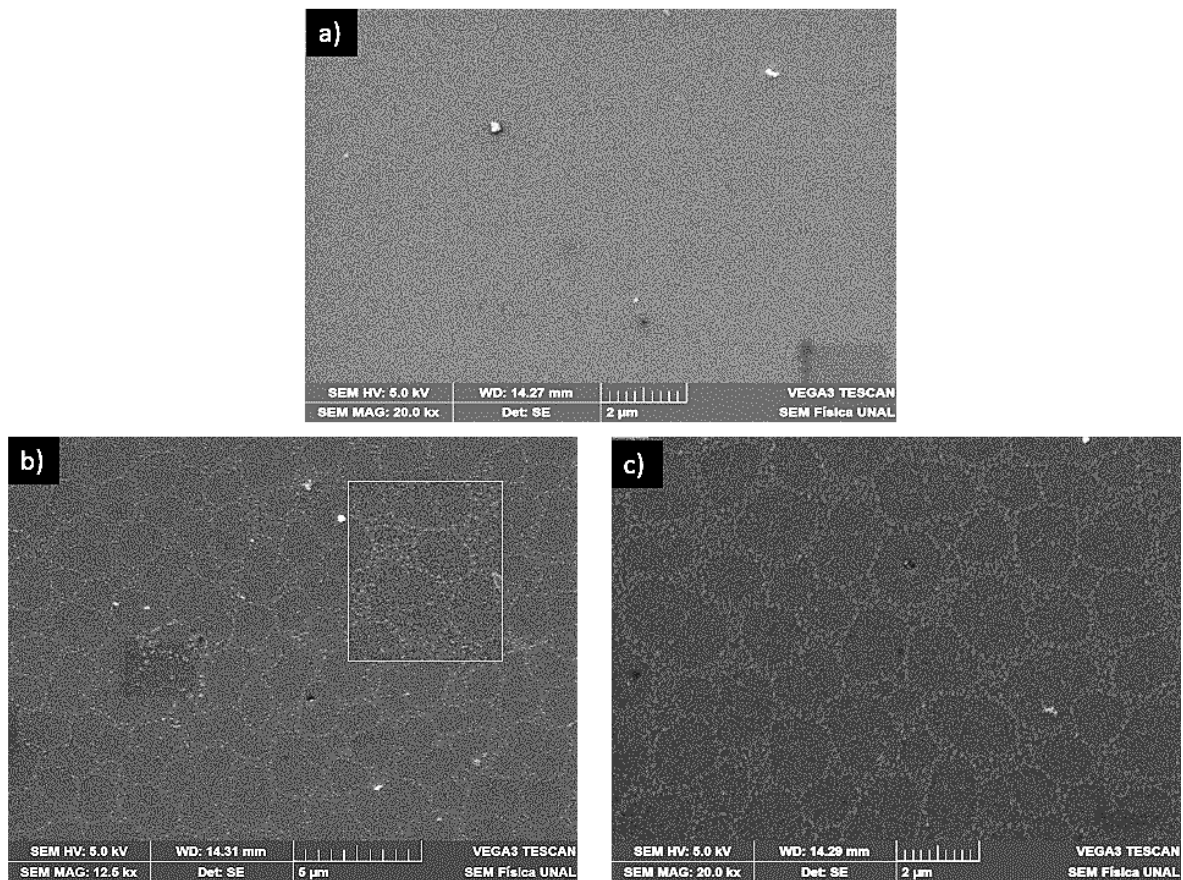 a)
SEM HV: 5.0 kV WD: 14.27 mm VEGA3 TESCAN
SEM MAG: 20.0 kx Det: SE 2 µm SEM Física UNAL
b)
SEM HV: 5.0 kV WD: 14.31 mm VEGA3 TESCAN
SEM MAG: 12.5 kx Det: SE 5 µm SEM Física UNAL
c)
SEM HV: 5.0 kV WD: 14.29 mm VEGA3 TESCAN
SEM MAG: 20.0 kx Det: SE 2 µm SEM Física UNAL